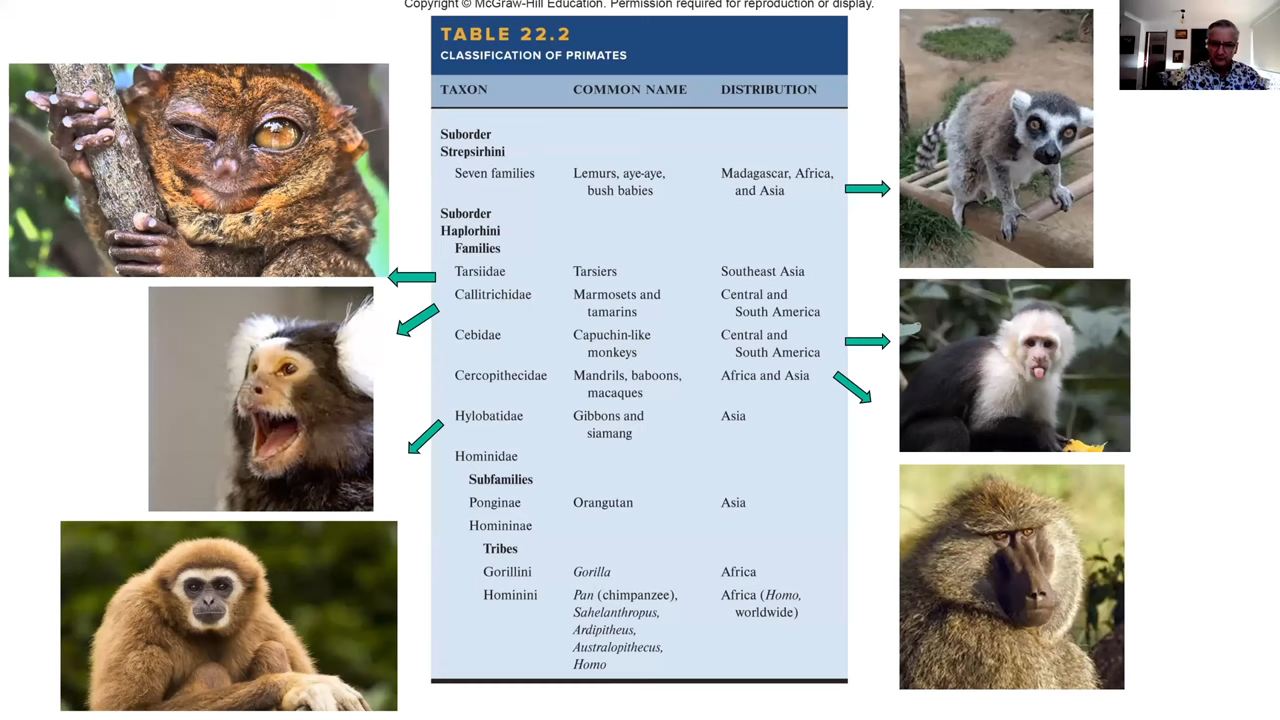 Copyright © McGraw-Hill Education. Permission required for reproduction or display.
TABLE 22.2
CLASSIFICATION OF PRIMATES
TAXON COMMON NAME DISTRIBUTION
Suborder
Strepsirhini
Seven families Lemurs, aye-aye, Madagascar, Africa,
bush babies and Asia
Suborder
Haplorhini
Families
Tarsiidae Tarsiers Southeast Asia
Callitrichidae Marmosets and Central and
tamarins South America
Cebidae Capuchin-like Central and
monkeys South America
Cercopithecidae Mandrils, baboons, Africa and Asia
macaques
Hylobatidae Gibbons and Asia
siamang
Hominidae
Subfamilies
Ponginae Orangutan Asia
Homininae
Tribes
Gorillini Gorilla Africa
Hominini Pan (chimpanzee), Africa (Homo,
Sahelanthropus, worldwide)
Ardipitheus,
Australopithecus,
Homo